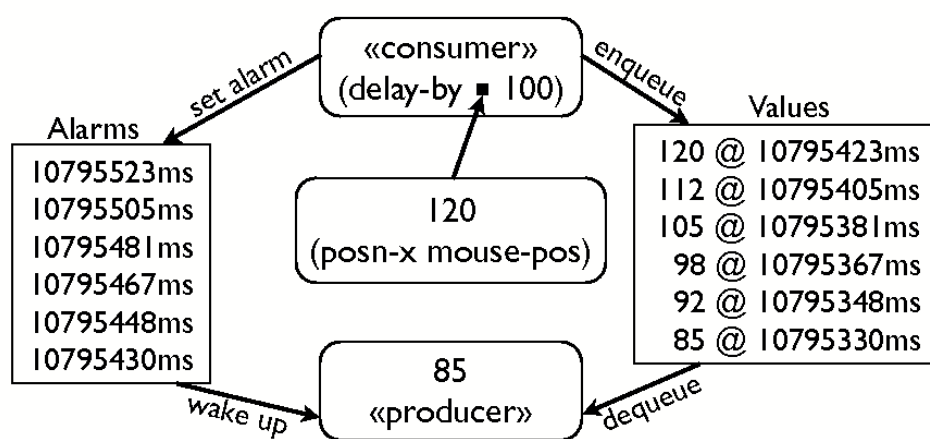 «consumer»
(delay-by ■ 100)
set alarm
enqueue
Alarms
10795523ms
10795505ms
10795481ms
10795467ms
10795448ms
10795430ms
120
(posn-x mouse-pos)
Values
120 @ 10795423ms
112 @ 10795405ms
105 @ 10795381ms
98 @ 10795367ms
92 @ 10795348ms
85 @ 10795330ms
wake up
85
«producer»
dequeue